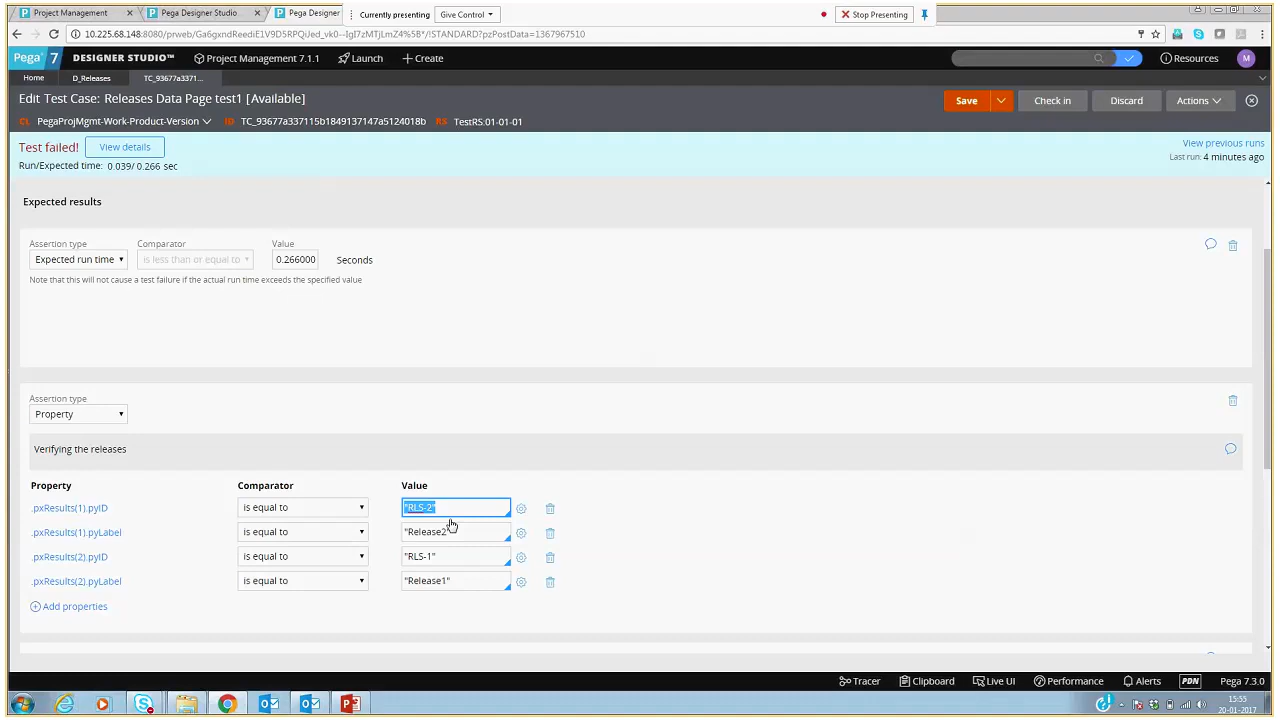 Project Management
Pega Designer Studio
Pega Designer
Currently presenting
Give Control
Stop Presenting
10.225.68.148:8080/prweb/Ga6gxndReediE1V9D5RPQiJed_vk0--IgI7zMTjLmZ4%5B*/!STANDARD?pzPostData=1367967510
Pega 7 DESIGNER STUDIO™ Project Management 7.1.1 Launch Create Resources M
Home D_Releases TC_93677a3371...
Edit Test Case: Releases Data Page test1 [Available] Save Check in Discard Actions
CL PegaProjMgmt-Work-Product-Version ID TC_93677a337115b1849137147a5124018b RS TestRS:01-01-01
Test failed! View details View previous runs
Run/Expected time: 0.039/ 0.266 sec Last run: 4 minutes ago
Expected results
Assertion type Comparator Value
Expected run time is less than or equal to 0.266000 Seconds
Note that this will not cause a test failure if the actual run time exceeds the specified value
Assertion type
Property
Verifying the releases
Property Comparator Value
.pxResults(1).pyID is equal to "RLS-2"
.pxResults(1).pyLabel is equal to "Release2"
.pxResults(2).pyID is equal to "RLS-1"
.pxResults(2).pyLabel is equal to "Release1"
Add properties
Tracer Clipboard Live UI Performance Alerts PDN Pega 7.3.0
15:55
20-01-2017